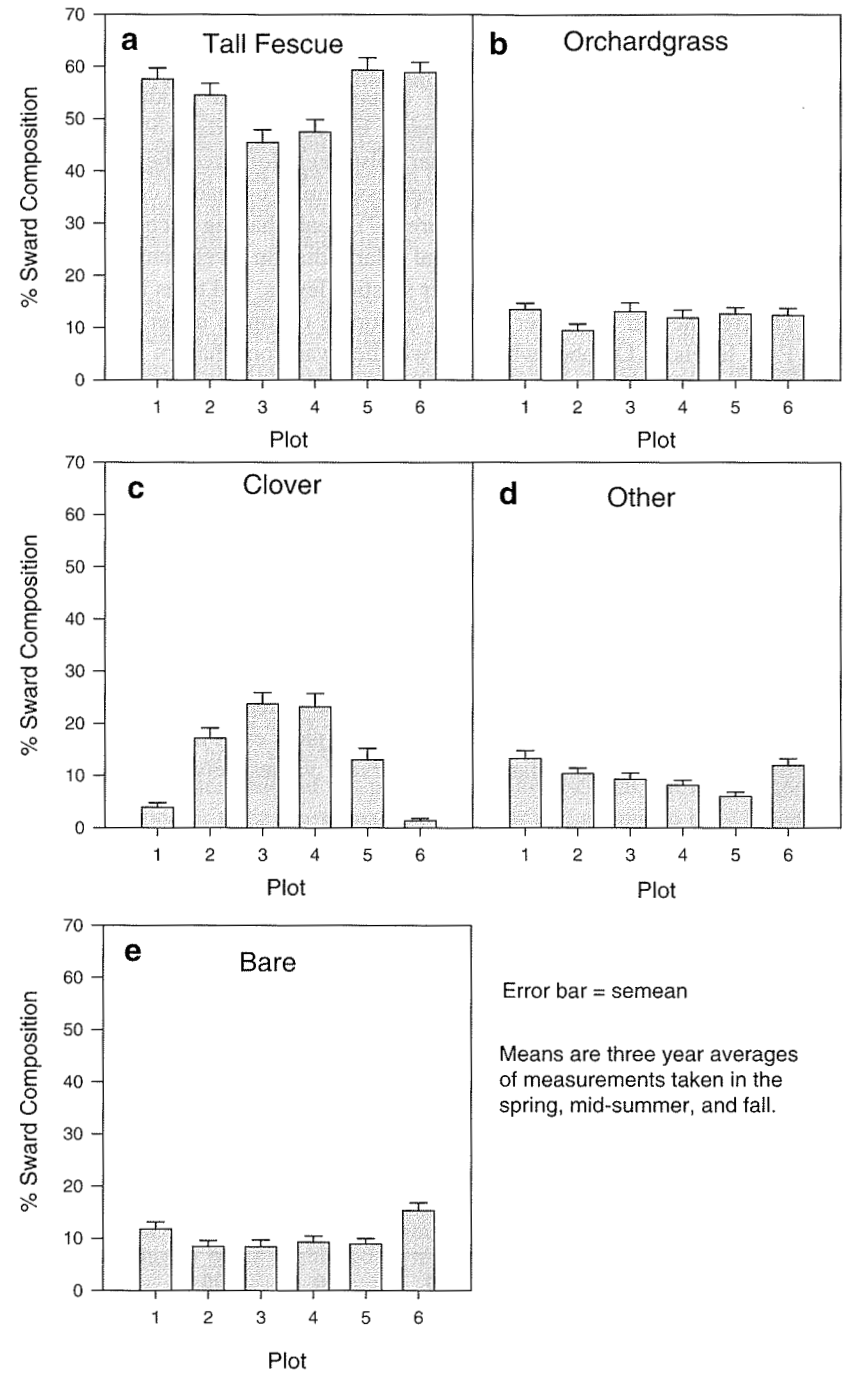 a Tall Fescue
b Orchardgrass
% Sward Composition
70
60
50
40
30
20
10
0
1 2 3 4 5 6
1 2 3 4 5 6
Plot
Plot
c Clover
d Other
% Sward Composition
70
60
50
40
30
20
10
0
1 2 3 4 5 6
1 2 3 4 5 6
Plot
Plot
e Bare
% Sward Composition
70
60
50
40
30
20
10
0
1 2 3 4 5 6
Plot
Error bar = semean
Means are three year averages
of measurements taken in the
spring, mid-summer, and fall.